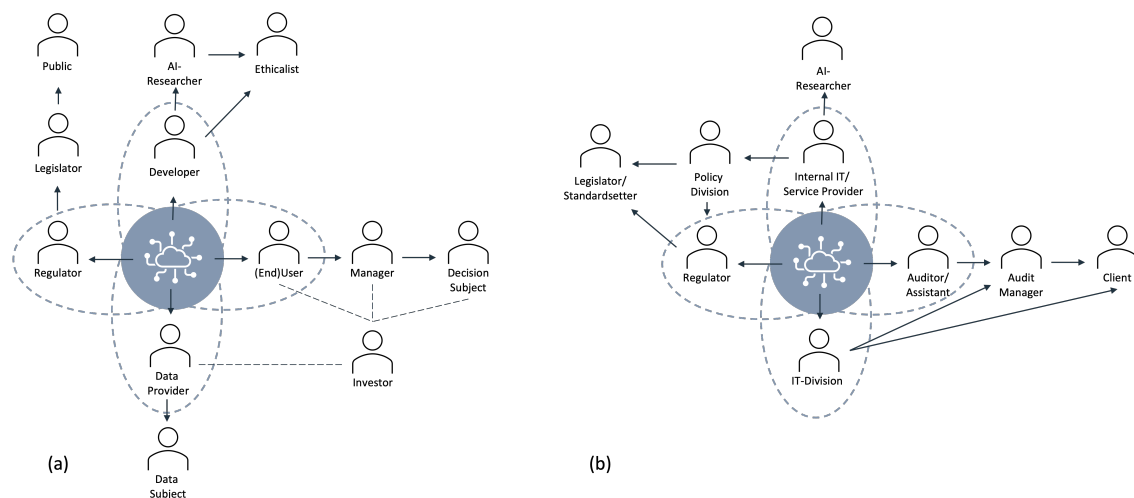 Public
AI-
Researcher
Ethicalist
Legislator
Developer
Regulator
(End)User
Manager
Decision
Subject
Data
Provider
Investor
Data
Subject
(a)
AI-
Researcher
Legislator/
Standardsetter
Policy
Division
Internal IT/
Service Provider
Regulator
Auditor/
Assistant
Audit
Manager
Client
IT-Division
(b)